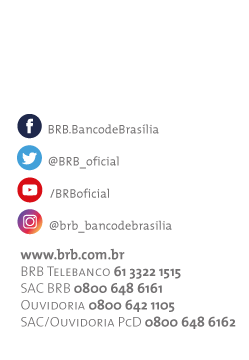 BRB.BancodeBrasília
@BRB_oficial
/BRBoficial
@brb_bancodebrasilia
www.brb.com.br
BRB Telebanco 61 3322 1515
SAC BRB 0800 648 6161
Ouvidoria 0800 642 1105
SAC/Ouvidoria PcD 0800 648 6162